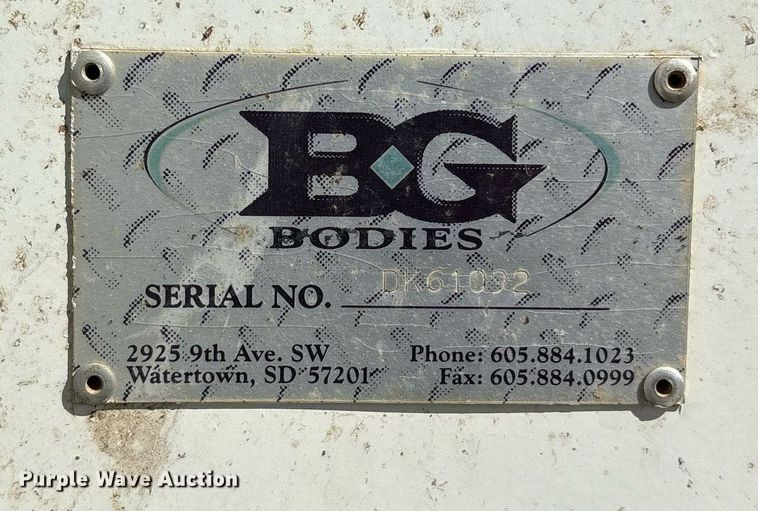 B G
BODIES
SERIAL NO. DK61092
2925 9th Ave. SW
Watertown, SD 57201
Phone: 605.884.1023
Fax: 605.884.0999
Purple Wave Auction